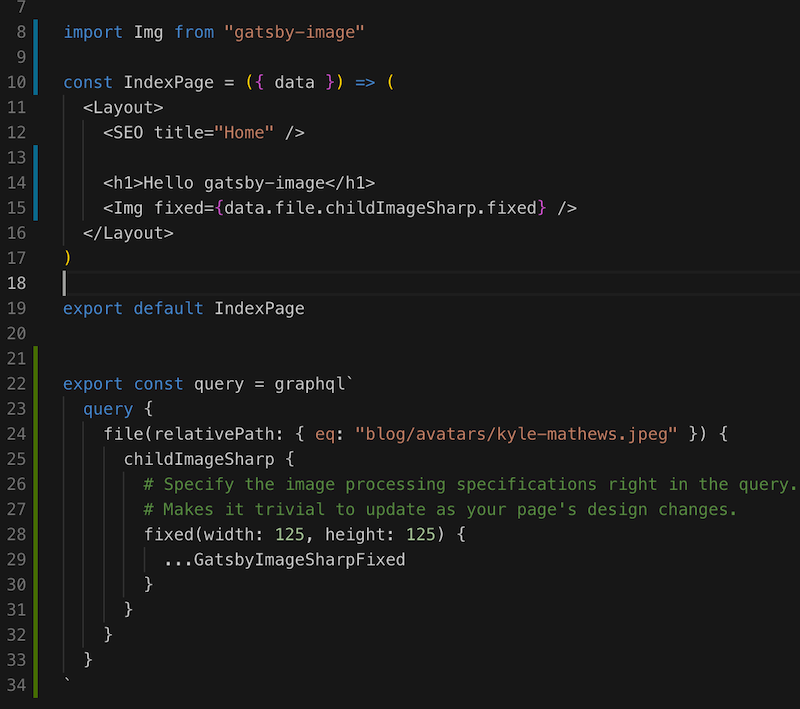 7
8 import Img from "gatsby-image"
9
10 const IndexPage = ({ data }) => (
11 <Layout>
12 <SEO title="Home" />
13
14 <h1>Hello gatsby-image</h1>
15 <Img fixed={data.file.childImageSharp.fixed} />
16 </Layout>
17 )
18
19 export default IndexPage
20
21
22 export const query = graphql`
23 query {
24 file(relativePath: { eq: "blog/avatars/kyle-mathews.jpeg" }) {
25 childImageSharp {
26 # Specify the image processing specifications right in the query.
27 # Makes it trivial to update as your page's design changes.
28 fixed(width: 125, height: 125) {
29 ...GatsbyImageSharpFixed
30 }
31 }
32 }
33 }
34 `